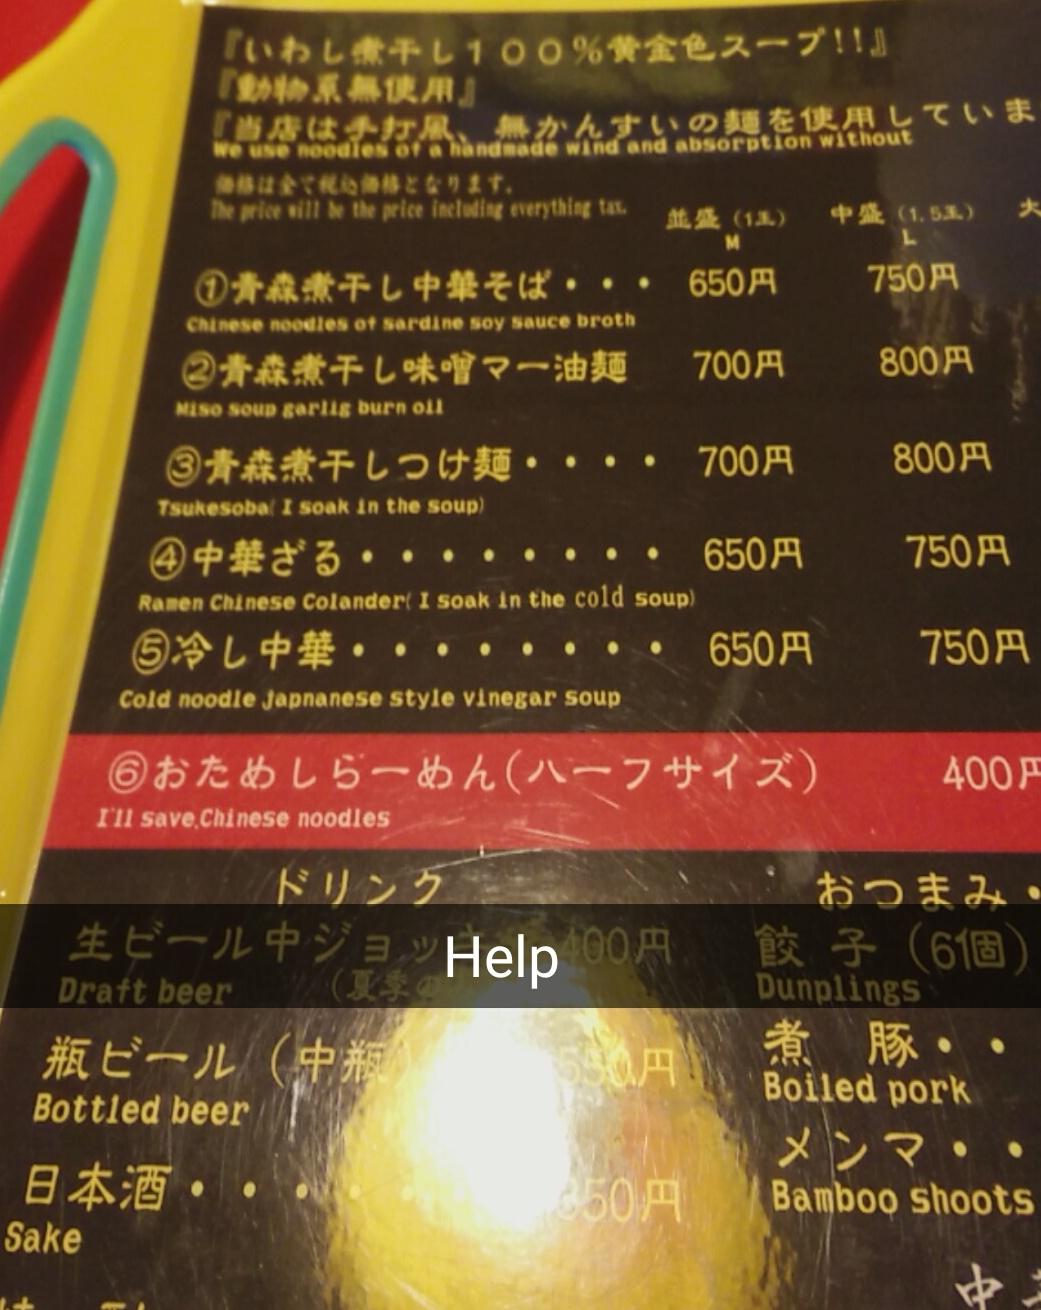 『いわし煮干し１００％黄金色スープ!!』
『動物系無使用』
『当店は手打風、無かんすいの麺を使用していま
We use noodles of a handmade wind and absorption without
価格は全て税込価格となります。
The price will be the price including everything tax.
並盛（1玉） 中盛（1,5玉） 大
M L
①青森煮干し中華そば・・・ 650円 750円
Chinese noodles of sardine soy sauce broth
②青森煮干し味噌マー油麺 700円 800円
Miso soup garlig burn oil
③青森煮干しつけ麺・・・・ 700円 800円
Tsukesoba( I soak in the soup)
④中華ざる・・・・・・・・ 650円 750円
Ramen Chinese Colander( I soak in the cold soup)
⑤冷し中華・・・・・・・・ 650円 750円
Cold noodle japnanese style vinegar soup
⑥おためしらーめん(ハーフサイズ) 400円
I'll save.Chinese noodles
ドリンク おつまみ・
生ビール中ジョッ 400円 餃子（6個）
Help
Draft beer （夏季の Dunplings
瓶ビール（中瓶） 550円 煮 豚・・
Bottled beer Boiled pork
メンマ・・
日本酒・・・・・ 350円 Bamboo shoots
Sake
中